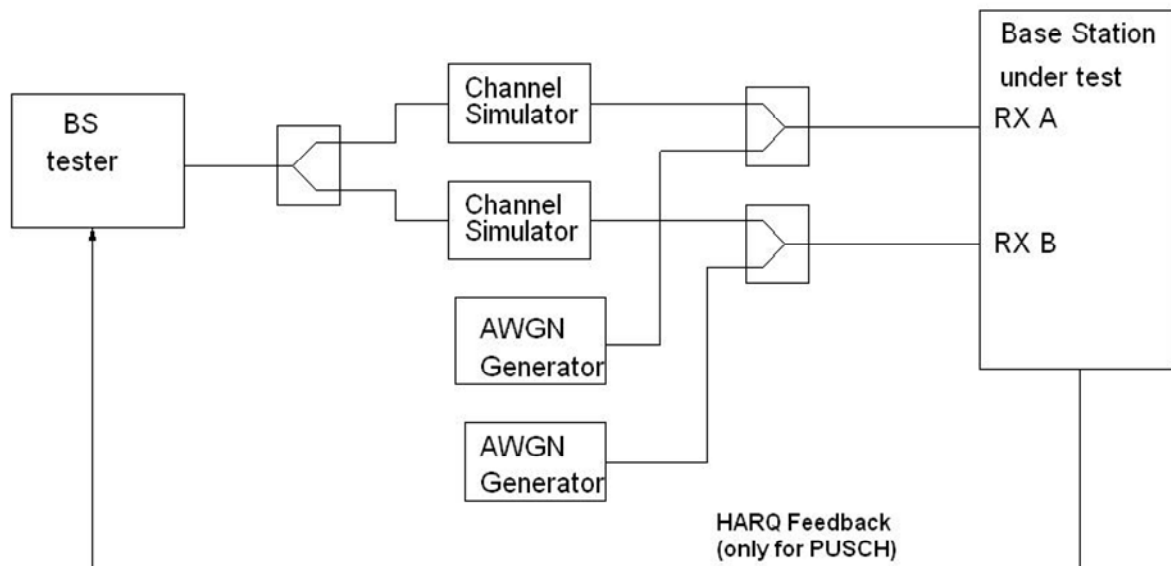 BS
tester
Channel
Simulator
Channel
Simulator
AWGN
Generator
AWGN
Generator
Base Station
under test
RX A
RX B
HARQ Feedback
(only for PUSCH)